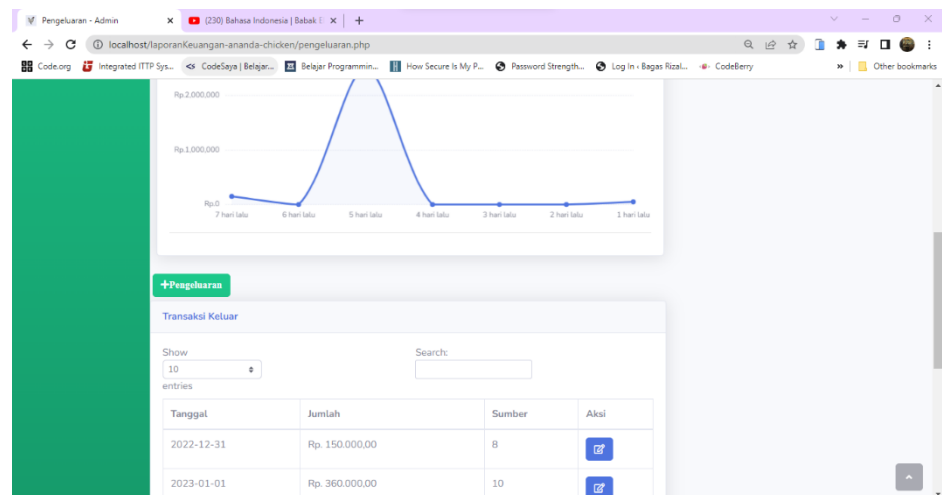 Pengeluaran - Admin
(230) Bahasa Indonesia | Babak
localhost/laporanKeuangan-ananda-chicken/pengeluaran.php
Code.org Integrated ITTP Sys... CodeSaya | Belajar... Belajar Programmin... How Secure Is My P... Password Strength... Log In ‹ Bagas Rizal... CodeBerry » Other bookmarks
Rp.2,000,000
Rp.1,000,000
Rp.0
7 hari lalu 6 hari lalu 5 hari lalu 4 hari lalu 3 hari lalu 2 hari lalu 1 hari lalu
+Pengeluaran
Transaksi Keluar
Show
10
entries
Search:
Tanggal Jumlah Sumber Aksi
2022-12-31 Rp. 150.000,00 8
2023-01-01 Rp. 360.000,00 10